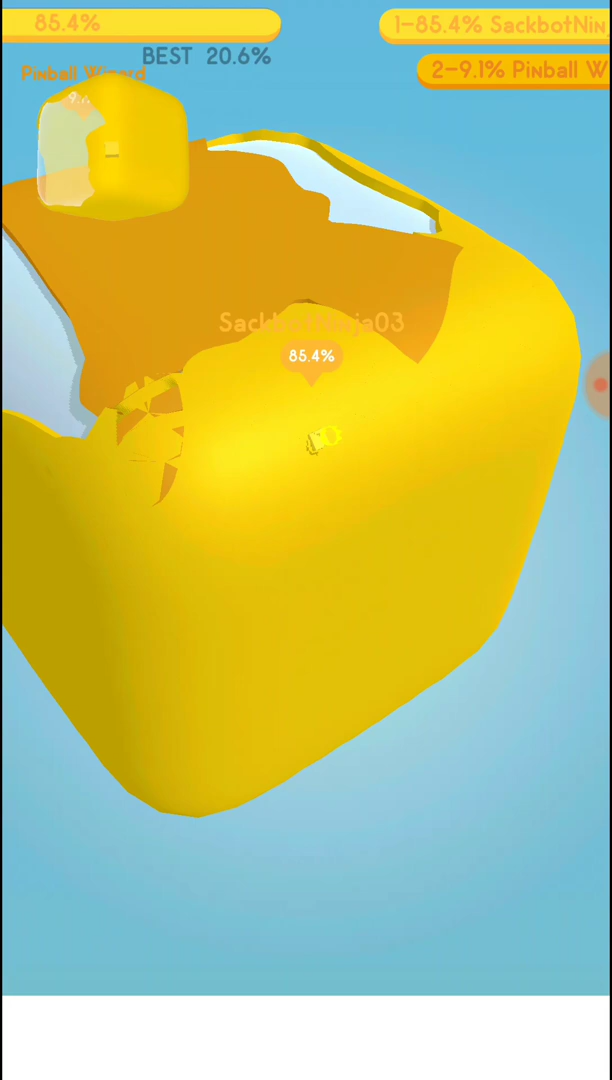 85.4%
1-85.4% SackbotNin
BEST 20.6%
2-9.1% Pinball W
Pinball Wizard
SackbotNinja03
85.4%